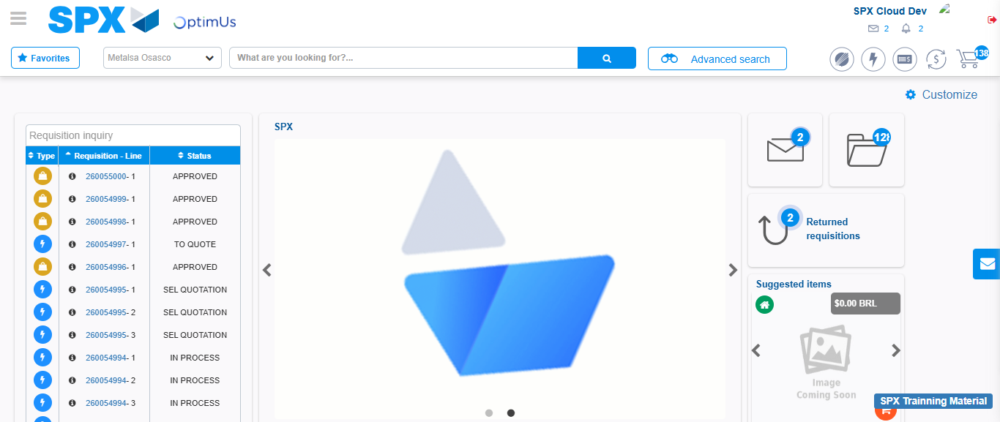 SPX OptimUs
SPX Cloud Dev
2 2
Favorites
Metalsa Osasco
What are you looking for?...
Advanced search
138
Customize
Requisition inquiry
Type Requisition - Line Status
260055000- 1 APPROVED
260054999- 1 APPROVED
260054998- 1 APPROVED
260054997- 1 TO QUOTE
260054996- 1 APPROVED
260054995- 1 SEL QUOTATION
260054995- 2 SEL QUOTATION
260054995- 3 SEL QUOTATION
260054994- 1 IN PROCESS
260054994- 2 IN PROCESS
260054994- 3 IN PROCESS
SPX
2
2
Returned
requisitions
Suggested items
$0.00 BRL
Image
Coming Soon
SPX Trainning Material